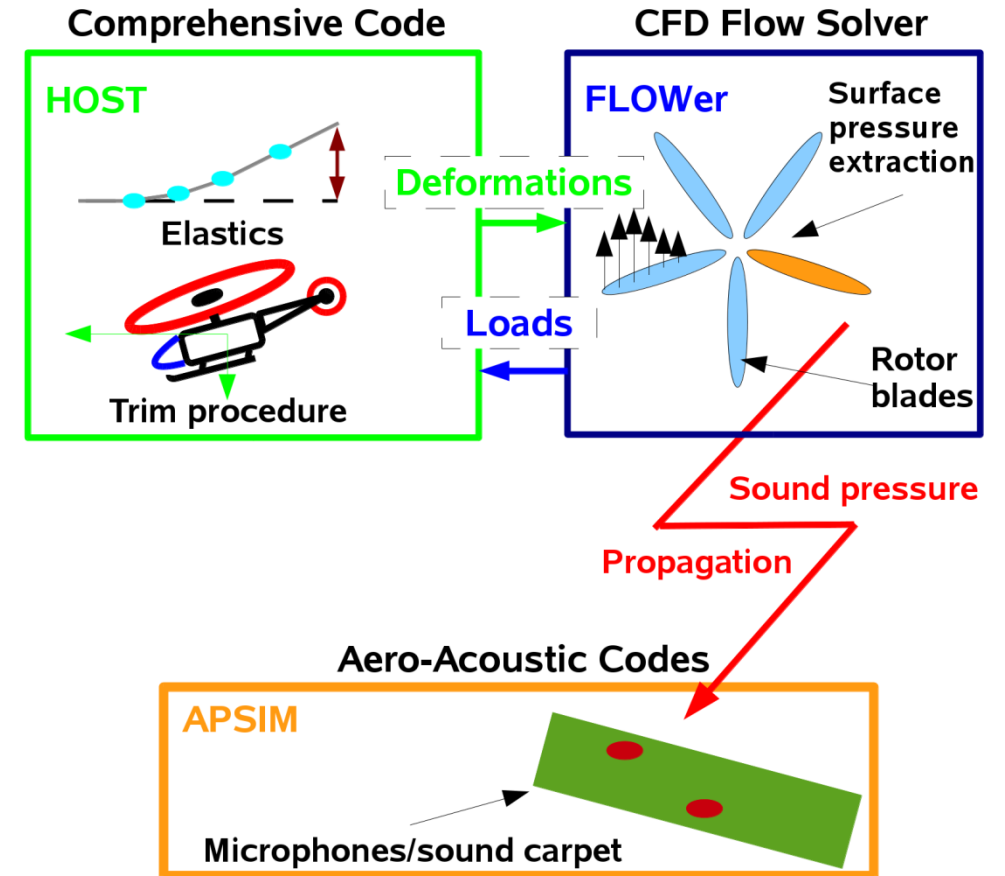 Comprehensive Code
CFD Flow Solver
HOST
Elastics
Trim procedure
Deformations
Loads
FLOWer
Surface
pressure
extraction
Rotor
blades
Sound pressure
Propagation
Aero-Acoustic Codes
APSIM
Microphones/sound carpet